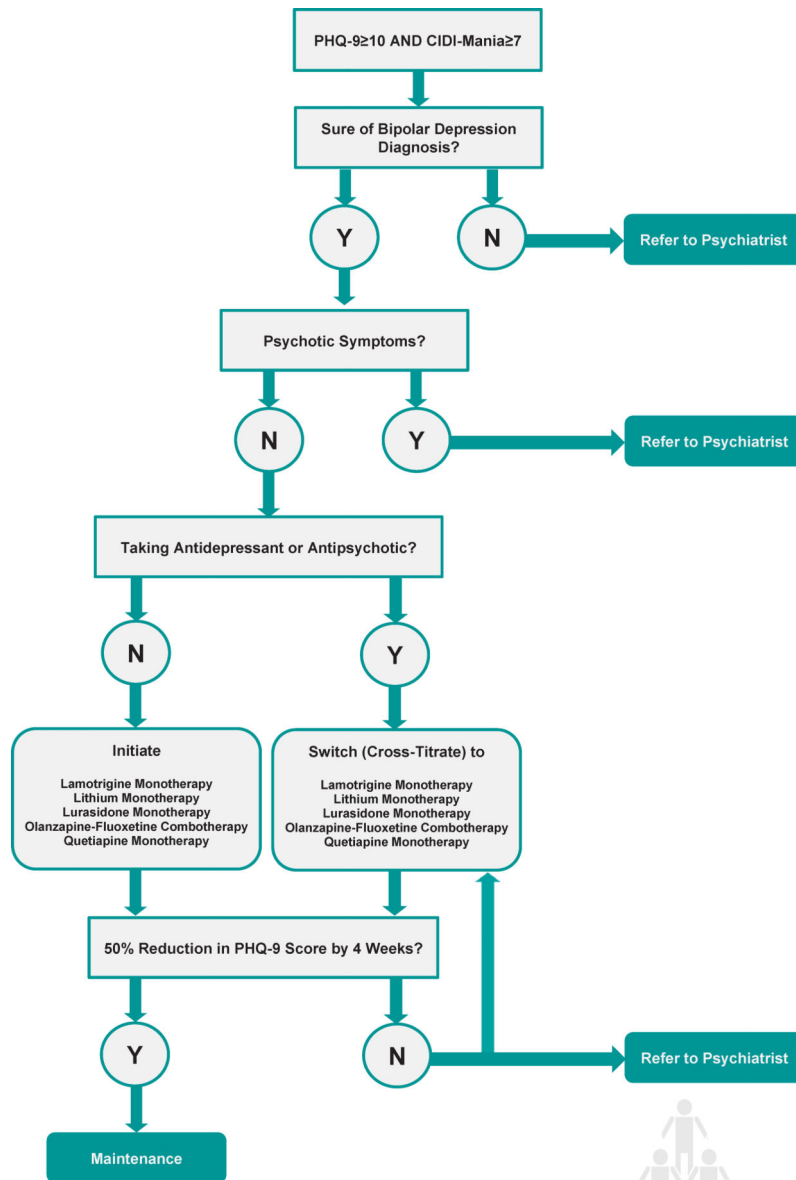 PHQ-9≥10 AND CIDI-Mania≥7
Sure of Bipolar Depression
Diagnosis?
Y
N
Refer to Psychiatrist
Psychotic Symptoms?
N
Y
Refer to Psychiatrist
Taking Antidepressant or Antipsychotic?
N
Y
Initiate
Lamotrigine Monotherapy
Lithium Monotherapy
Lurasidone Monotherapy
Olanzapine-Fluoxetine Combotherapy
Quetiapine Monotherapy
Switch (Cross-Titrate) to
Lamotrigine Monotherapy
Lithium Monotherapy
Lurasidone Monotherapy
Olanzapine-Fluoxetine Combotherapy
Quetiapine Monotherapy
50% Reduction in PHQ-9 Score by 4 Weeks?
Y
N
Refer to Psychiatrist
Maintenance